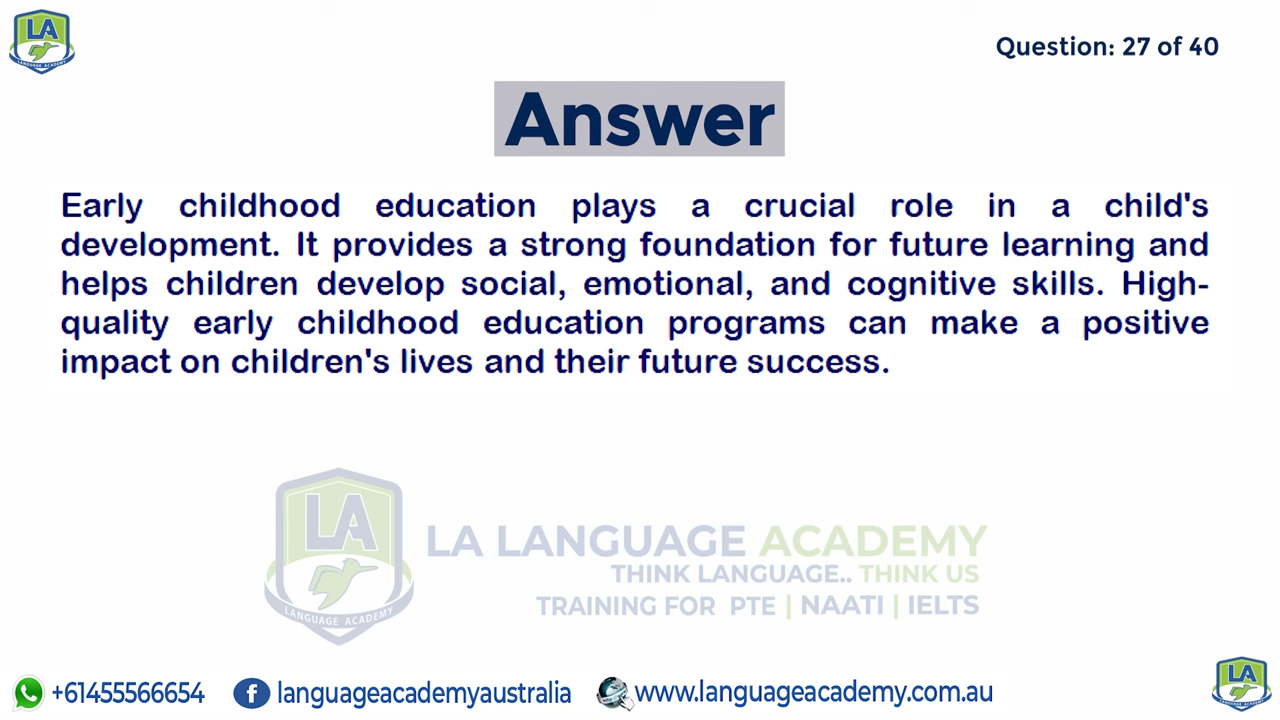 LA
LANGUAGE ACADEMY
Question: 27 of 40
Answer
Early childhood education plays a crucial role in a child's
development. It provides a strong foundation for future learning and
helps children develop social, emotional, and cognitive skills. High-
quality early childhood education programs can make a positive
impact on children's lives and their future success.
LA
LANGUAGE ACADEMY
LA LANGUAGE ACADEMY
THINK LANGUAGE.. THINK US
TRAINING FOR PTE | NAATI | IELTS
+61455566654
languageacademyaustralia
www.languageacademy.com.au
LA
LANGUAGE ACADEMY